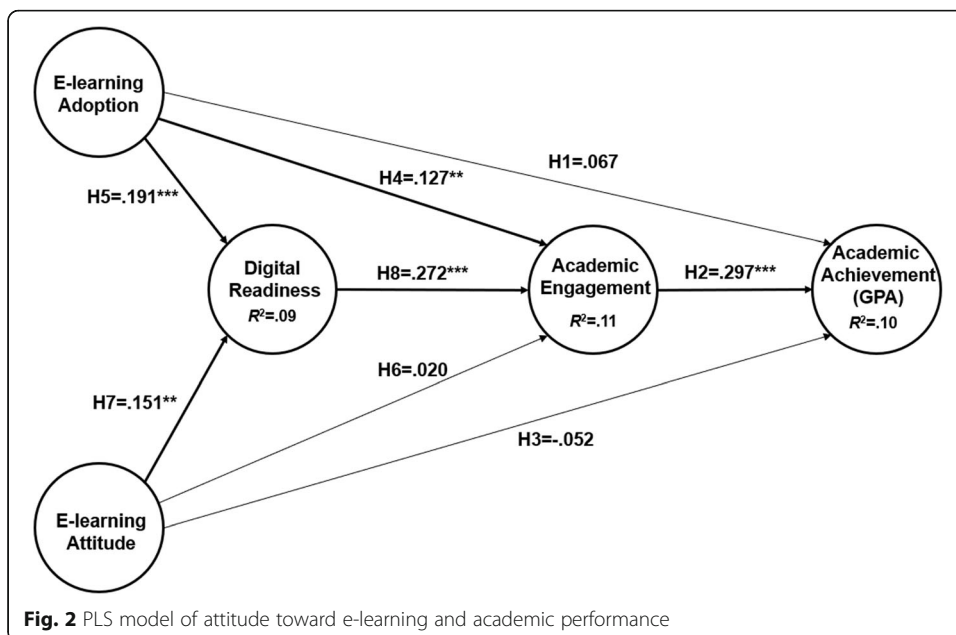 E-learning
Adoption
H1=.067
H4=.127**
H5=.191***
Digital
Readiness
R²=.09
H8=.272***
Academic
Engagement
R²=.11
H2=.297***
Academic
Achievement
(GPA)
R²=.10
H6=.020
H7=.151**
H3=-.052
E-learning
Attitude
Fig. 2 PLS model of attitude toward e-learning and academic performance